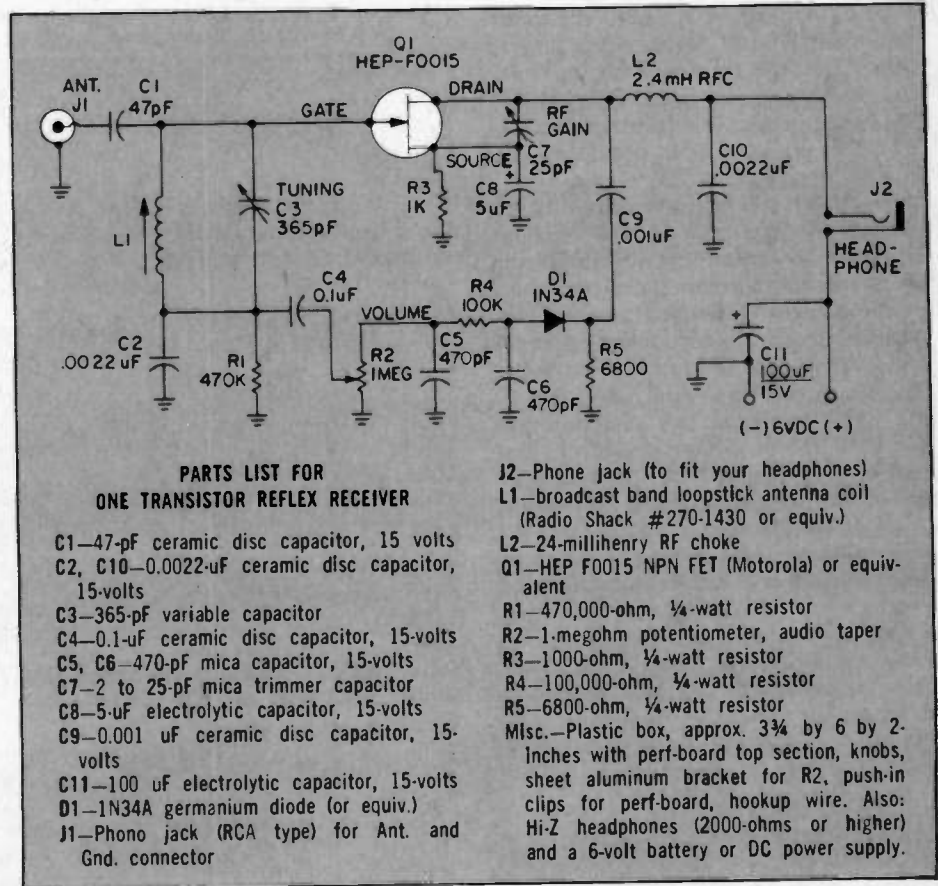 Q1
HEP-F0015
ANT.
J1
C1
47pF
GATE
DRAIN
SOURCE
RF
GAIN
C7
25pF
L2
2.4mH RFC
C10
.0022uF
J2
HEAD-
PHONE
L1
TUNING
C3
365pF
R3
1K
+
C8
5uF
C9
.001uF
C4
0.1uF
VOLUME
R4
100K
D1
1N34A
C2
.0022uF
R1
470K
R2
1MEG
C5
470pF
C6
470pF
R5
6800
+
C11
100uF
15V
(-) 6VDC (+)
PARTS LIST FOR
ONE TRANSISTOR REFLEX RECEIVER
C1—47-pF ceramic disc capacitor, 15 volts
C2, C10—0.0022-uF ceramic disc capacitor,
15-volts
C3—365-pF variable capacitor
C4—0.1-uF ceramic disc capacitor, 15-volts
C5, C6—470-pF mica capacitor, 15-volts
C7—2 to 25-pF mica trimmer capacitor
C8—5-uF electrolytic capacitor, 15-volts
C9—0.001 uF ceramic disc capacitor, 15-
volts
C11—100 uF electrolytic capacitor, 15-volts
D1—1N34A germanium diode (or equiv.)
J1—Phono jack (RCA type) for Ant. and
Gnd. connector
J2—Phone jack (to fit your headphones)
L1—broadcast band loopstick antenna coil
(Radio Shack #270-1430 or equiv.)
L2—24-millihenry RF choke
Q1—HEP F0015 NPN FET (Motorola) or equiv-
alent
R1—470,000-ohm, ¼-watt resistor
R2—1-megohm potentiometer, audio taper
R3—1000-ohm, ¼-watt resistor
R4—100,000-ohm, ¼-watt resistor
R5—6800-ohm, ¼-watt resistor
Misc.—Plastic box, approx. 3¾ by 6 by 2-
inches with perf-board top section, knobs,
sheet aluminum bracket for R2, push-in
clips for perf-board, hookup wire. Also:
Hi-Z headphones (2000-ohms or higher)
and a 6-volt battery or DC power supply.